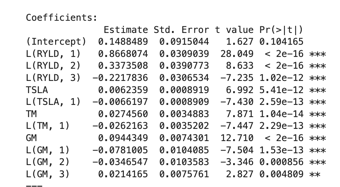 Coefficients:
Estimate Std. Error t value Pr(>|t|)
(Intercept) 0.1488489 0.0915044 1.627 0.104165
L(RYLD, 1) 0.8668074 0.0309039 28.049 < 2e-16 ***
L(RYLD, 2) 0.3373508 0.0390773 8.633 < 2e-16 ***
L(RYLD, 3) -0.2217836 0.0306534 -7.235 1.02e-12 ***
TSLA 0.0062359 0.0008919 6.992 5.41e-12 ***
L(TSLA, 1) -0.0066197 0.0008909 -7.430 2.59e-13 ***
TM 0.0274560 0.0034883 7.871 1.04e-14 ***
L(TM, 1) -0.0262163 0.0035202 -7.447 2.29e-13 ***
GM 0.0944349 0.0074301 12.710 < 2e-16 ***
L(GM, 1) -0.0781005 0.0104085 -7.504 1.53e-13 ***
L(GM, 2) -0.0346547 0.0103583 -3.346 0.000856 ***
L(GM, 3) 0.0214165 0.0075761 2.827 0.004809 **
---